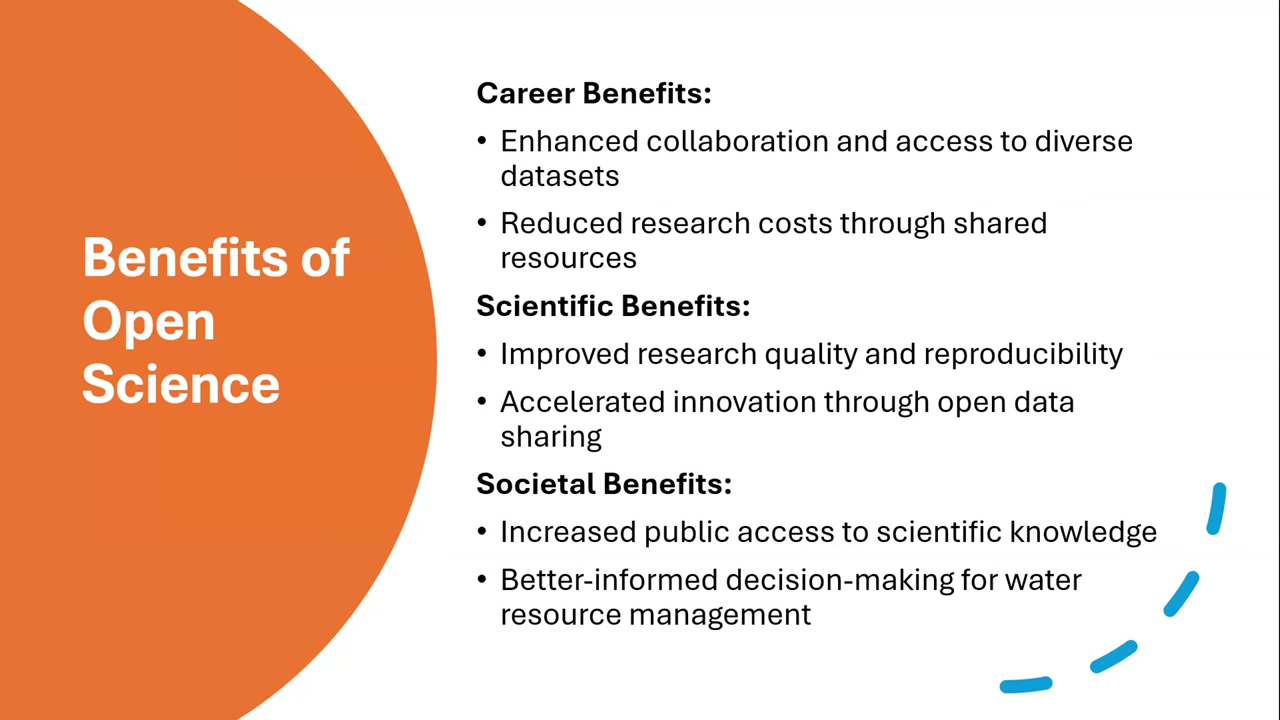 Benefits of
Open
Science
Career Benefits:
• Enhanced collaboration and access to diverse
datasets
• Reduced research costs through shared
resources
Scientific Benefits:
• Improved research quality and reproducibility
• Accelerated innovation through open data
sharing
Societal Benefits:
• Increased public access to scientific knowledge
• Better-informed decision-making for water
resource management